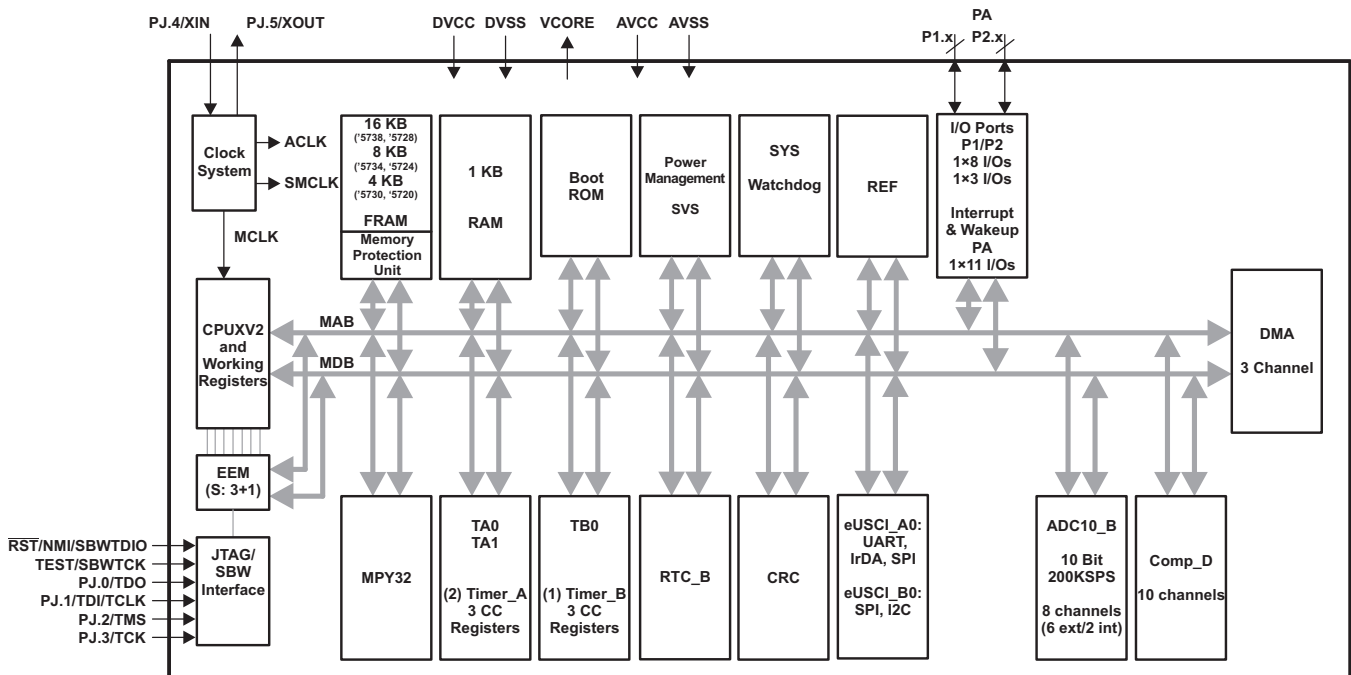 PJ.4/XIN
PJ.5/XOUT
DVCC
DVSS
VCORE
AVCC
AVSS
PA
P1.x
P2.x
Clock
System
ACLK
SMCLK
MCLK
16 KB
('5738, '5728)
8 KB
('5734, '5724)
4 KB
('5730, '5720)
FRAM
Memory
Protection
Unit
1 KB
RAM
Boot
ROM
Power
Management
SVS
SYS
Watchdog
REF
I/O Ports
P1/P2
1×8 I/Os
1×3 I/Os
Interrupt
& Wakeup
PA
1×11 I/Os
CPUXV2
and
Working
Registers
MAB
MDB
DMA
3 Channel
EEM
(S: 3+1)
RST/NMI/SBWTDIO
TEST/SBWTCK
PJ.0/TDO
PJ.1/TDI/TCLK
PJ.2/TMS
PJ.3/TCK
JTAG/
SBW
Interface
MPY32
TA0
TA1
(2) Timer_A
3 CC
Registers
TB0
(1) Timer_B
3 CC
Registers
RTC_B
CRC
eUSCI_A0:
UART,
IrDA, SPI
eUSCI_B0:
SPI, I2C
ADC10_B
10 Bit
200KSPS
8 channels
(6 ext/2 int)
Comp_D
10 channels